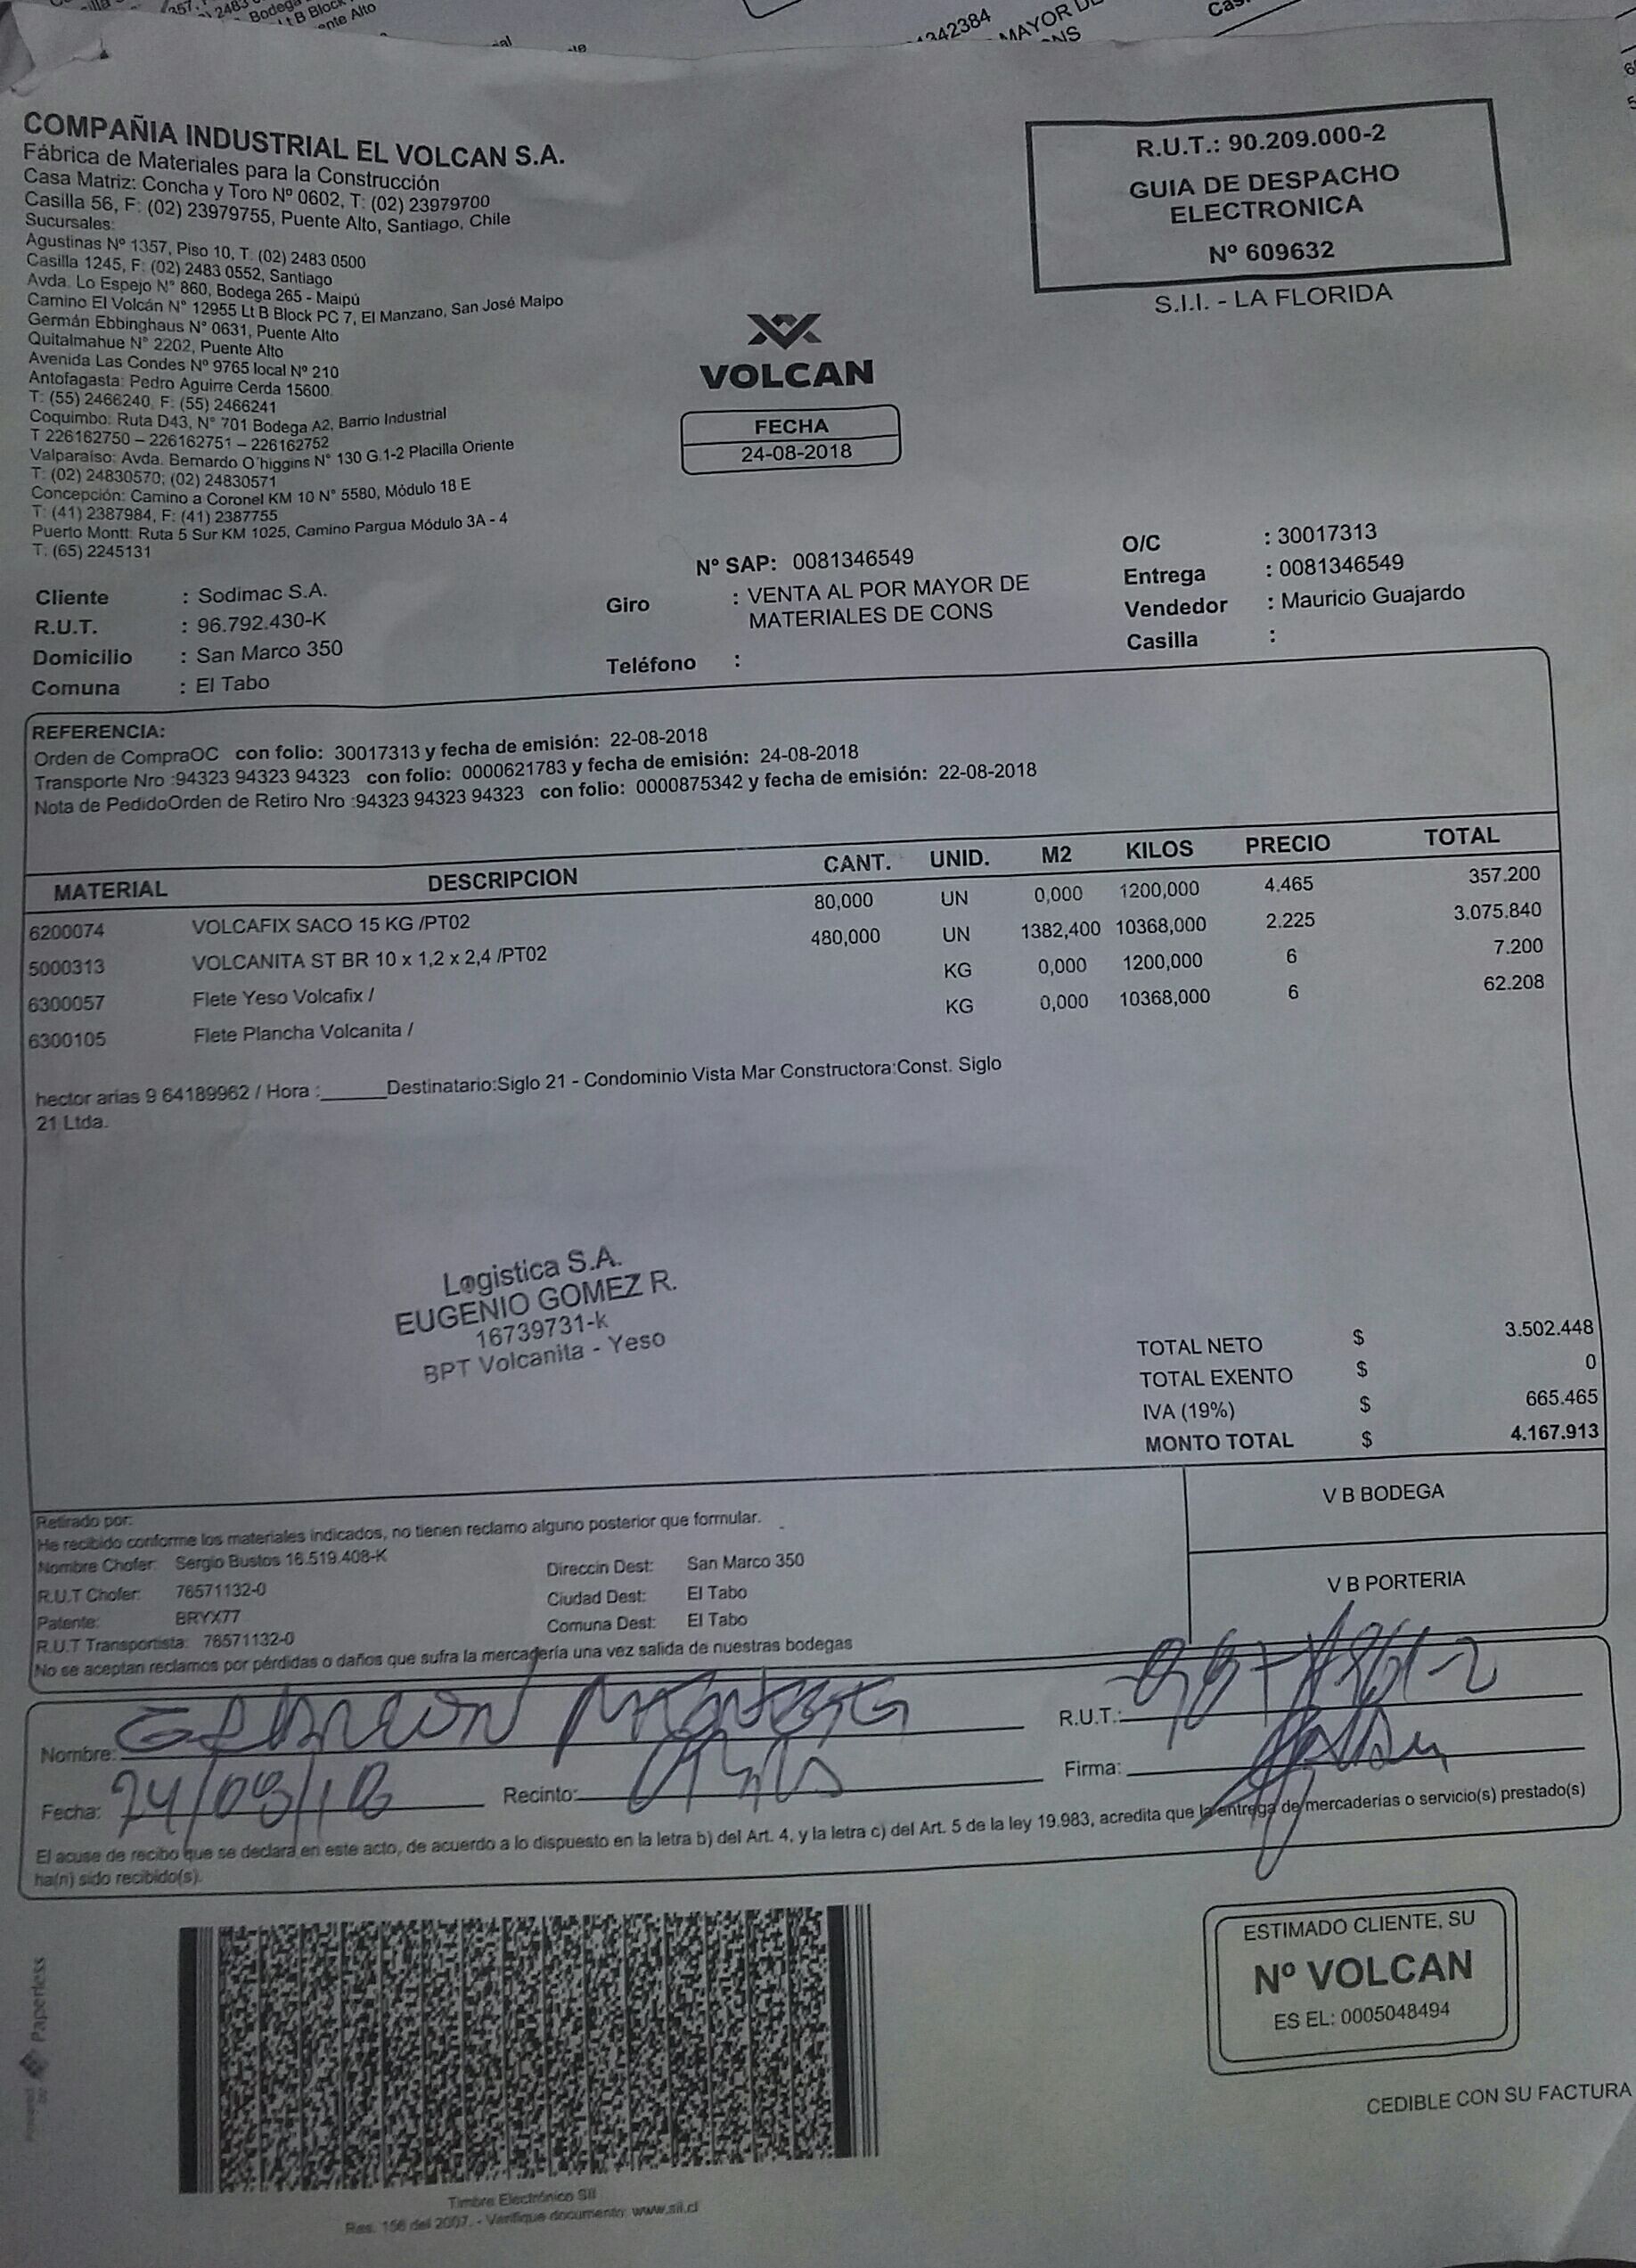 COMPAÑIA INDUSTRIAL EL VOLCAN S.A.
Fábrica de Materiales para la Construcción
Casa Matriz: Concha y Toro Nº 0602, T: (02) 23979700
Casilla 56, F: (02) 23979755, Puente Alto, Santiago, Chile
Sucursales:
Agustinas Nº 1357, Piso 10, T. (02) 2483 0500
Casilla 1245, F: (02) 2483 0552, Santiago
Avda. Lo Espejo N° 860, Bodega 265 - Maipú
Camino El Volcán N° 12955 Lt B Block PC 7, El Manzano, San José Maipo
Germán Ebbinghaus N° 0631, Puente Alto
Quitalmahue N° 2202, Puente Alto
Avenida Las Condes Nº 9765 local Nº 210
Antofagasta: Pedro Aguirre Cerda 15600
T: (55) 2466240, F: (55) 2466241
Coquimbo: Ruta D43, N° 701 Bodega A2, Barrio Industrial
T 226162750 – 226162751 – 226162752
Valparaíso: Avda. Bernardo O´higgins N° 130 G.1-2 Placilla Oriente
T: (02) 24830570; (02) 24830571
Concepción: Camino a Coronel KM 10 N° 5580, Módulo 18 E
T: (41) 2387984, F: (41) 2387755
Puerto Montt: Ruta 5 Sur KM 1025, Camino Pargua Módulo 3A - 4
T: (65) 2245131
R.U.T.: 90.209.000-2
GUIA DE DESPACHO
ELECTRONICA
Nº 609632
S.I.I. - LA FLORIDA
VOLCAN
FECHA
24-08-2018
Nº SAP: 0081346549
O/C : 30017313
Entrega : 0081346549
Vendedor : Mauricio Guajardo
Casilla :
Cliente : Sodimac S.A.
R.U.T. : 96.792.430-K
Domicilio : San Marco 350
Comuna : El Tabo
Giro : VENTA AL POR MAYOR DE
MATERIALES DE CONS
Teléfono :
REFERENCIA:
Orden de CompraOC con folio: 30017313 y fecha de emisión: 22-08-2018
Transporte Nro :94323 94323 94323 con folio: 0000621783 y fecha de emisión: 24-08-2018
Nota de PedidoOrden de Retiro Nro :94323 94323 94323 con folio: 0000875342 y fecha de emisión: 22-08-2018
MATERIAL DESCRIPCION CANT. UNID. M2 KILOS PRECIO TOTAL
6200074 VOLCAFIX SACO 15 KG /PT02 80,000 UN 0,000 1200,000 4.465 357.200
5000313 VOLCANITA ST BR 10 x 1,2 x 2,4 /PT02 480,000 UN 1382,400 10368,000 2.225 3.075.840
6300057 Flete Yeso Volcafix / KG 0,000 1200,000 6 7.200
6300105 Flete Plancha Volcanita / KG 0,000 10368,000 6 62.208
hector arias 9 64189962 / Hora :______Destinatario:Siglo 21 - Condominio Vista Mar Constructora:Const. Siglo
21 Ltda.
Logistica S.A.
EUGENIO GOMEZ R.
16739731-k
BPT Volcanita - Yeso
TOTAL NETO $ 3.502.448
TOTAL EXENTO $ 0
IVA (19%) $ 665.465
MONTO TOTAL $ 4.167.913
V B BODEGA
V B PORTERIA
Retirado por:
He recibido conforme los materiales indicados, no tienen reclamo alguno posterior que formular.
Nombre Chofer: Sergio Bustos 16.519.408-K Direccin Dest: San Marco 350
R.U.T Chofer: 76571132-0 Ciudad Dest: El Tabo
Patente: BRYX77 Comuna Dest: El Tabo
R.U.T Transportista: 76571132-0
No se aceptan reclamos por pérdidas o daños que sufra la mercadería una vez salida de nuestras bodegas
Nombre: R.U.T.:
Fecha: 24/08/18 Recinto: Firma:
El acuse de recibo que se declara en este acto, de acuerdo a lo dispuesto en la letra b) del Art. 4, y la letra c) del Art. 5 de la ley 19.983, acredita que la entrega de mercaderías o servicio(s) prestado(s)
ha(n) sido recibido(s).
Paperless
Timbre Electrónico SII
Res. 156 del 2007. - Verifique documento: www.sii.cl
ESTIMADO CLIENTE, SU
Nº VOLCAN
ES EL: 0005048494
CEDIBLE CON SU FACTURA